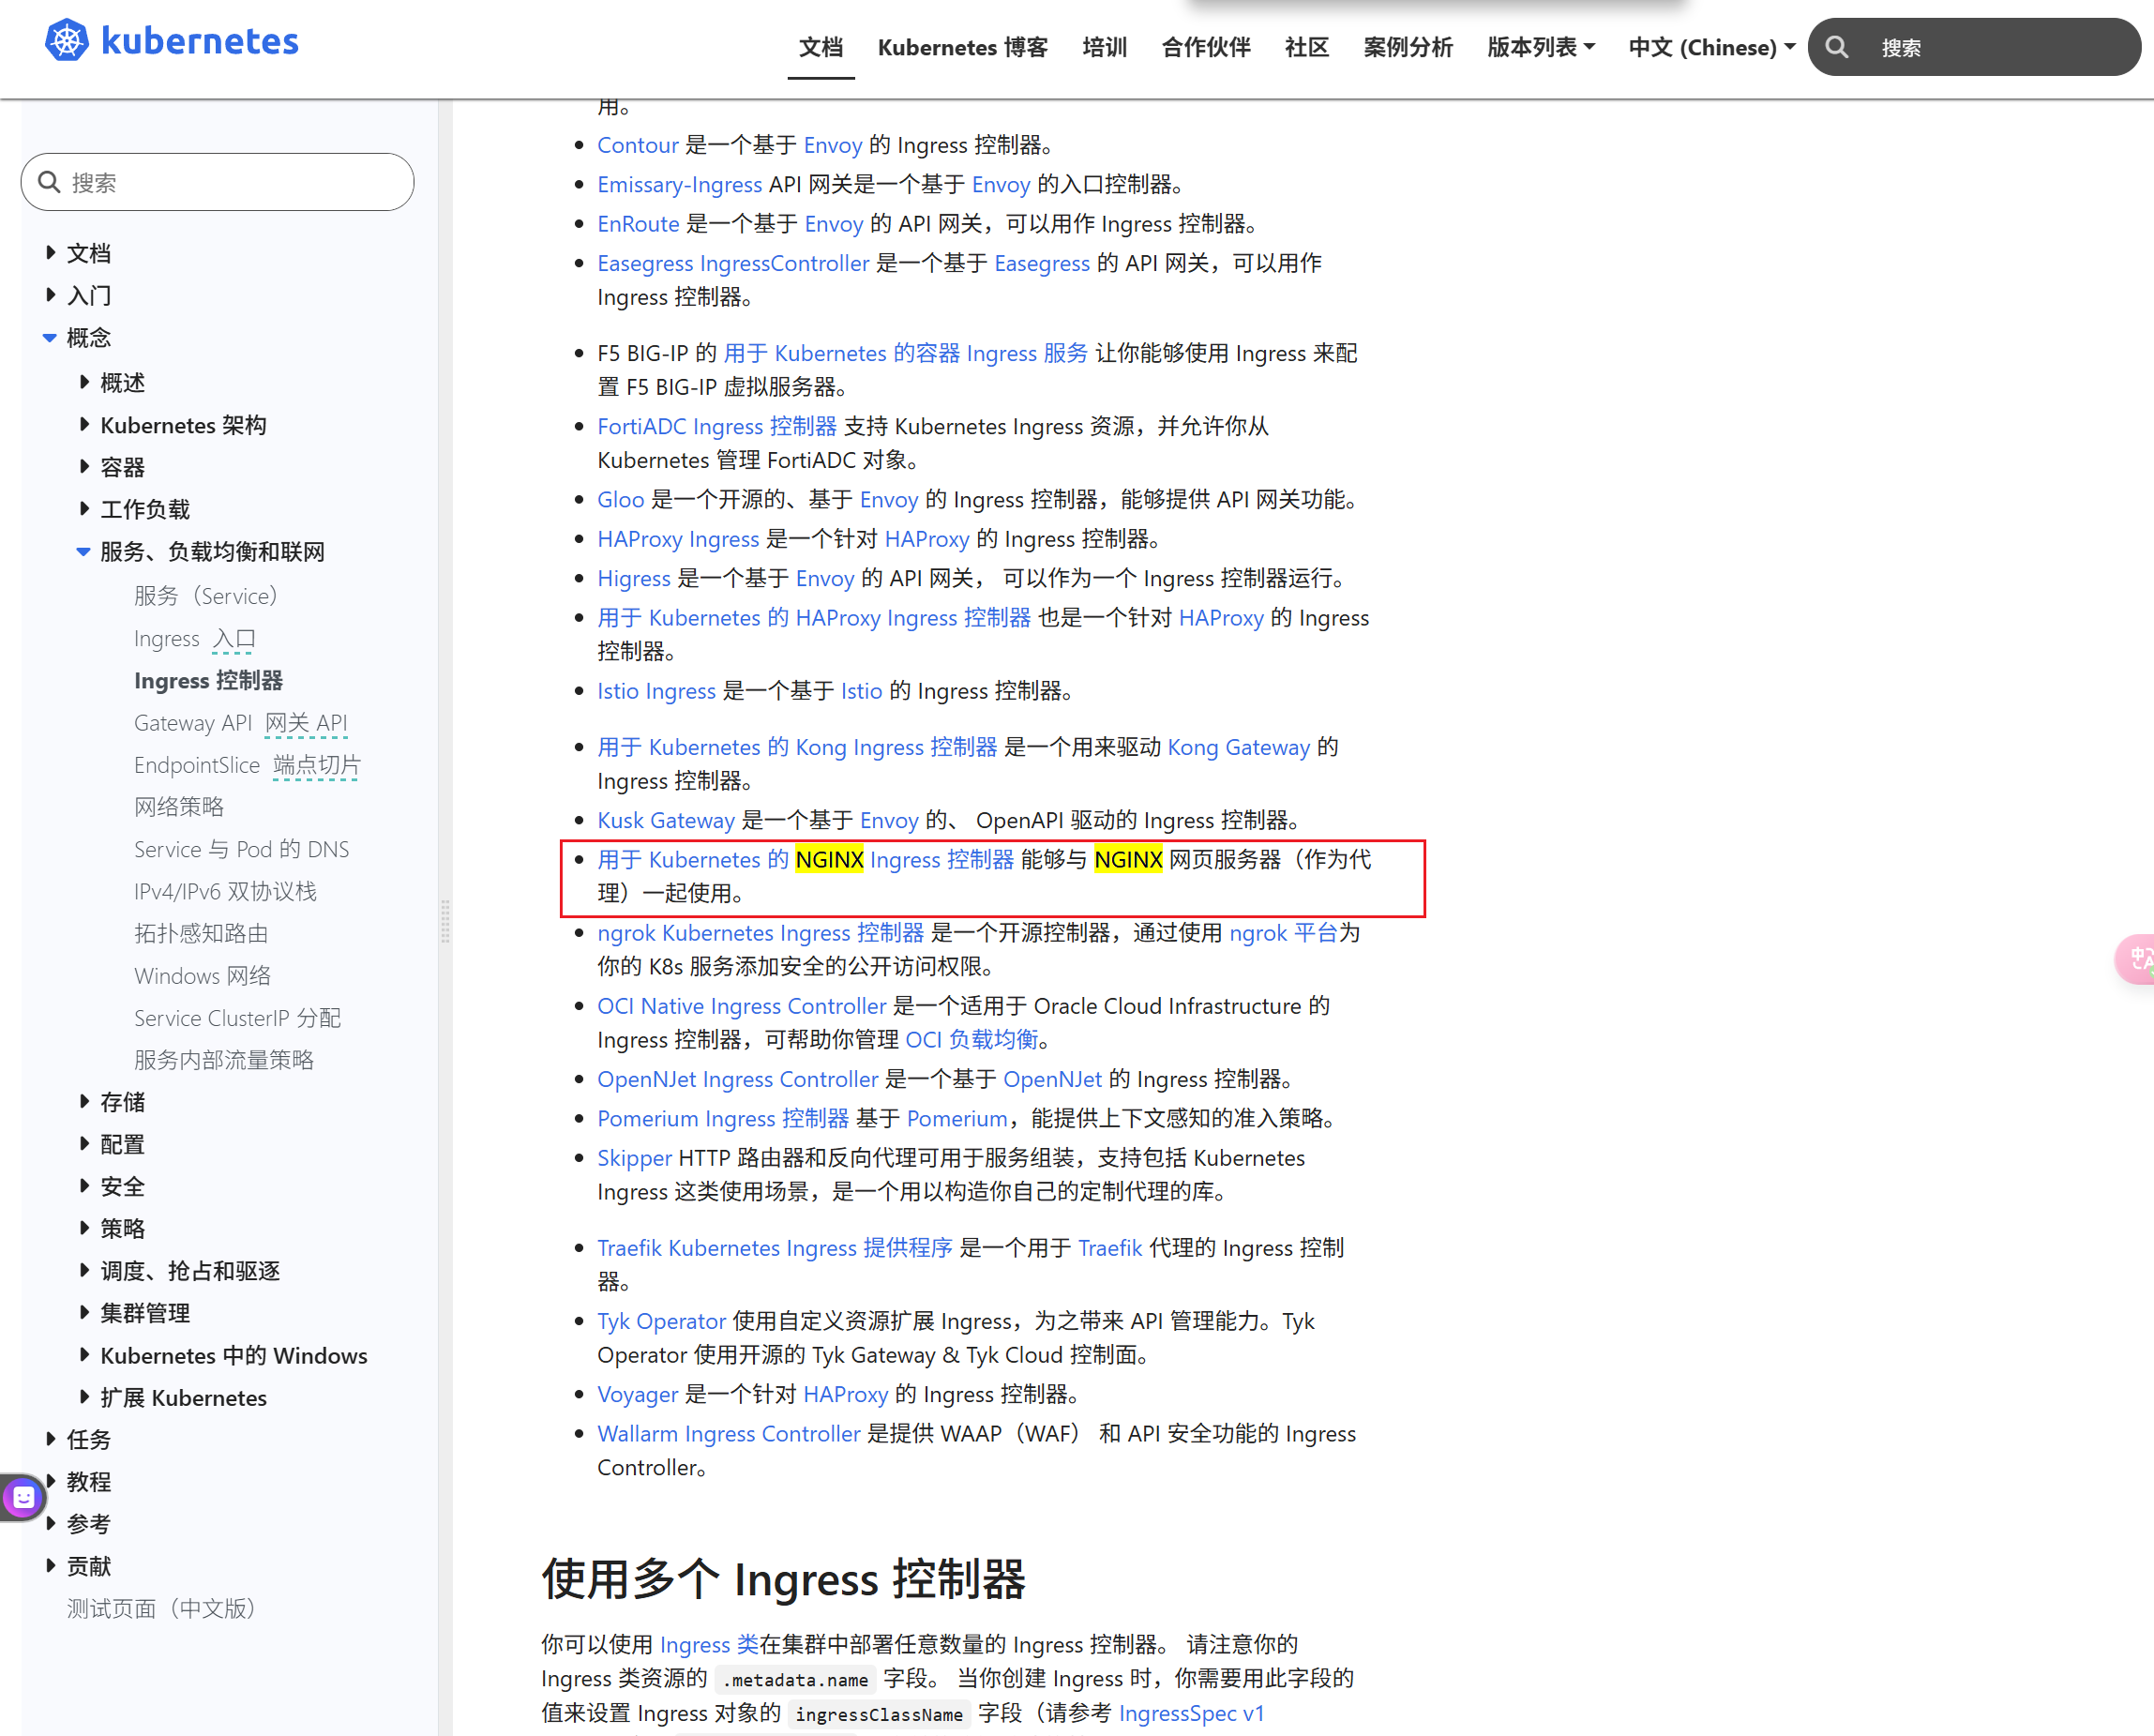 kubernetes
文档
Kubernetes 博客
培训
合作伙伴
社区
案例分析
版本列表
中文 (Chinese)
搜索
搜索
文档
入门
概念
概述
Kubernetes 架构
容器
工作负载
服务、负载均衡和联网
服务（Service）
Ingress 入口
Ingress 控制器
Gateway API 网关 API
EndpointSlice 端点切片
网络策略
Service 与 Pod 的 DNS
IPv4/IPv6 双协议栈
拓扑感知路由
Windows 网络
Service ClusterIP 分配
服务内部流量策略
存储
配置
安全
策略
调度、抢占和驱逐
集群管理
Kubernetes 中的 Windows
扩展 Kubernetes
任务
教程
参考
贡献
测试页面（中文版）
用。
Contour 是一个基于 Envoy 的 Ingress 控制器。
Emissary-Ingress API 网关是一个基于 Envoy 的入口控制器。
EnRoute 是一个基于 Envoy 的 API 网关，可以用作 Ingress 控制器。
Easegress IngressController 是一个基于 Easegress 的 API 网关，可以用作
Ingress 控制器。
F5 BIG-IP 的 用于 Kubernetes 的容器 Ingress 服务 让你能够使用 Ingress 来配
置 F5 BIG-IP 虚拟服务器。
FortiADC Ingress 控制器 支持 Kubernetes Ingress 资源，并允许你从
Kubernetes 管理 FortiADC 对象。
Gloo 是一个开源的、基于 Envoy 的 Ingress 控制器，能够提供 API 网关功能。
HAProxy Ingress 是一个针对 HAProxy 的 Ingress 控制器。
Higress 是一个基于 Envoy 的 API 网关， 可以作为一个 Ingress 控制器运行。
用于 Kubernetes 的 HAProxy Ingress 控制器 也是一个针对 HAProxy 的 Ingress
控制器。
Istio Ingress 是一个基于 Istio 的 Ingress 控制器。
用于 Kubernetes 的 Kong Ingress 控制器 是一个用来驱动 Kong Gateway 的
Ingress 控制器。
Kusk Gateway 是一个基于 Envoy 的、 OpenAPI 驱动的 Ingress 控制器。
用于 Kubernetes 的 NGINX Ingress 控制器 能够与 NGINX 网页服务器（作为代
理）一起使用。
ngrok Kubernetes Ingress 控制器 是一个开源控制器，通过使用 ngrok 平台为
你的 K8s 服务添加安全的公开访问权限。
OCI Native Ingress Controller 是一个适用于 Oracle Cloud Infrastructure 的
Ingress 控制器，可帮助你管理 OCI 负载均衡。
OpenNJet Ingress Controller 是一个基于 OpenNJet 的 Ingress 控制器。
Pomerium Ingress 控制器 基于 Pomerium，能提供上下文感知的准入策略。
Skipper HTTP 路由器和反向代理可用于服务组装，支持包括 Kubernetes
Ingress 这类使用场景，是一个用以构造你自己的定制代理的库。
Traefik Kubernetes Ingress 提供程序 是一个用于 Traefik 代理的 Ingress 控制
器。
Tyk Operator 使用自定义资源扩展 Ingress，为之带来 API 管理能力。Tyk
Operator 使用开源的 Tyk Gateway & Tyk Cloud 控制面。
Voyager 是一个针对 HAProxy 的 Ingress 控制器。
Wallarm Ingress Controller 是提供 WAAP（WAF） 和 API 安全功能的 Ingress
Controller。
使用多个 Ingress 控制器
你可以使用 Ingress 类在集群中部署任意数量的 Ingress 控制器。 请注意你的
Ingress 类资源的 .metadata.name 字段。 当你创建 Ingress 时，你需要用此字段的
值来设置 Ingress 对象的 ingressClassName 字段（请参考 IngressSpec v1